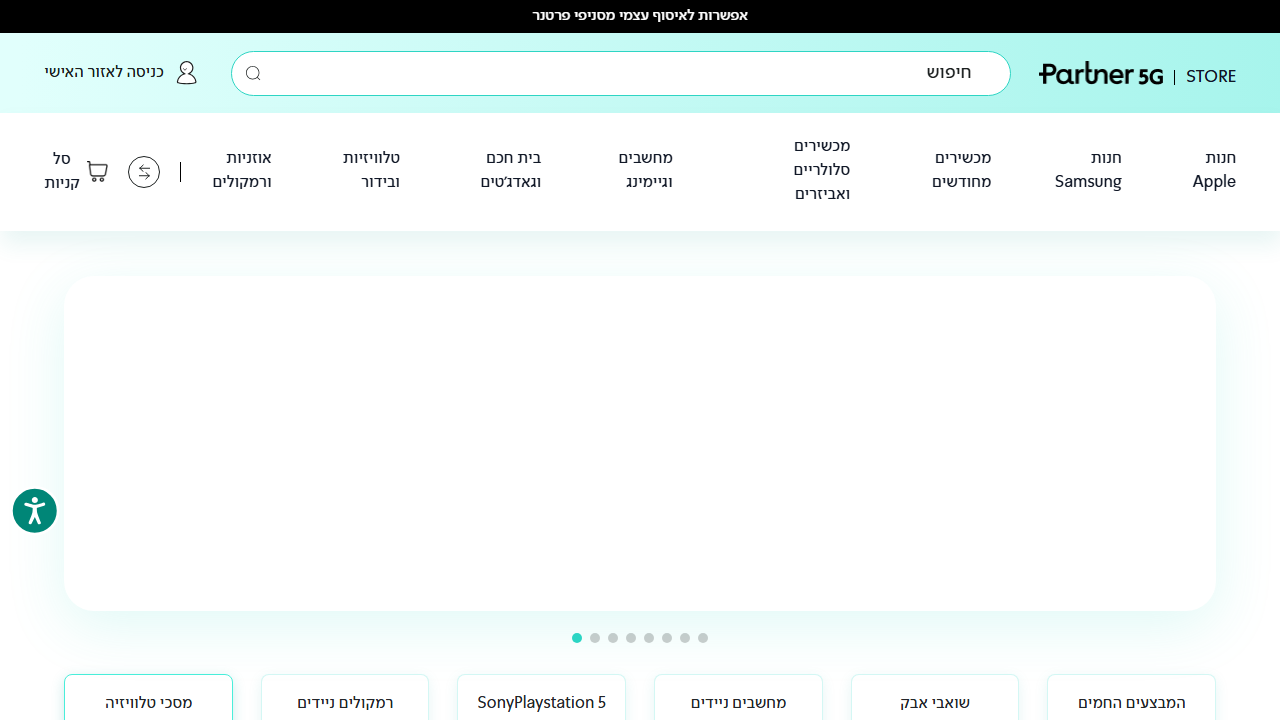 אפשרות לאיסוף עצמי מסניפי פרטנר
Partner 5G | STORE
חיפוש
כניסה לאזור האישי
חנות
Apple
חנות
Samsung
מכשירים
מחודשים
מכשירים
סלולריים
ואביזרים
מחשבים
וגיימינג
בית חכם
וגאדג'טים
טלוויזיות
ובידור
אוזניות
ורמקולים
סל
קניות
המבצעים החמים
שואבי אבק
מחשבים ניידים
SonyPlaystation 5
רמקולים ניידים
מסכי טלוויזיה